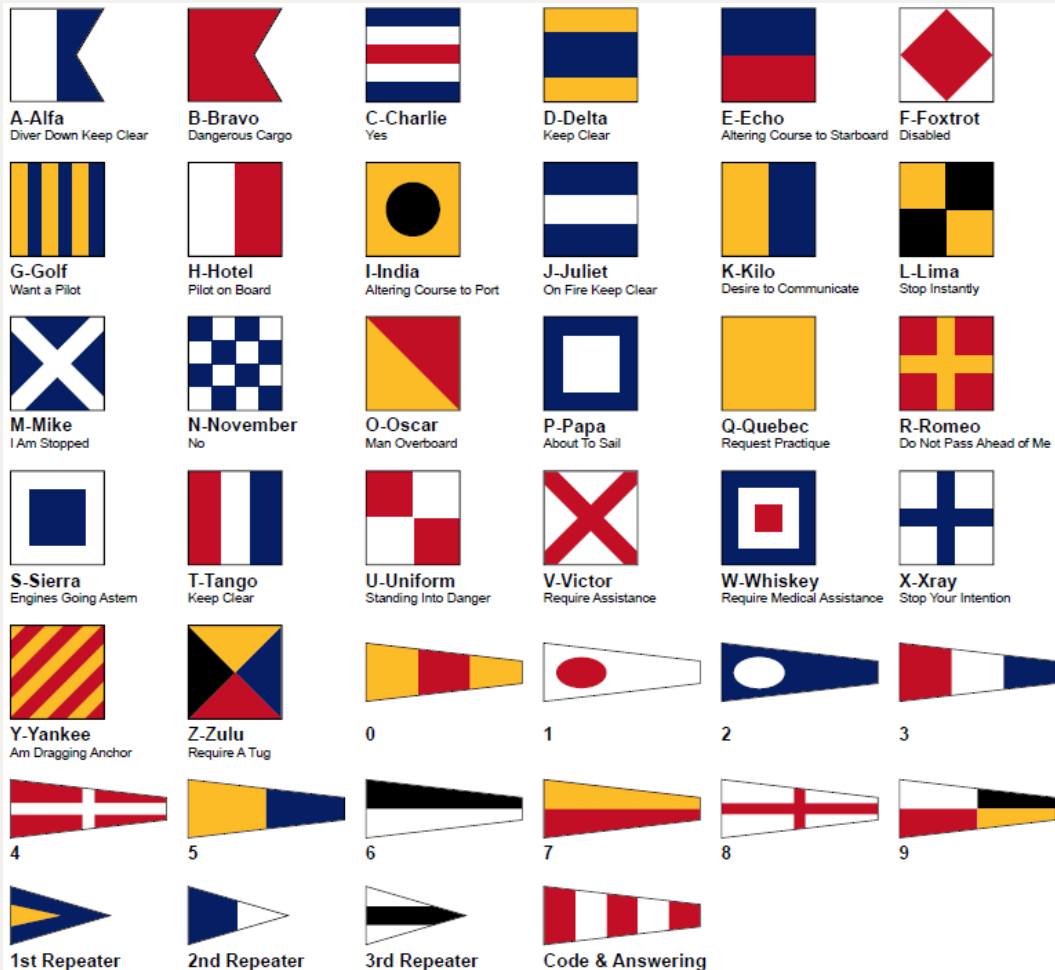 A-Alfa
Diver Down Keep Clear
B-Bravo
Dangerous Cargo
C-Charlie
Yes
D-Delta
Keep Clear
E-Echo
Altering Course to Starboard
F-Foxtrot
Disabled
G-Golf
Want a Pilot
H-Hotel
Pilot on Board
I-India
Altering Course to Port
J-Juliet
On Fire Keep Clear
K-Kilo
Desire to Communicate
L-Lima
Stop Instantly
M-Mike
I Am Stopped
N-November
No
O-Oscar
Man Overboard
P-Papa
About To Sail
Q-Quebec
Request Practique
R-Romeo
Do Not Pass Ahead of Me
S-Sierra
Engines Going Astern
T-Tango
Keep Clear
U-Uniform
Standing Into Danger
V-Victor
Require Assistance
W-Whiskey
Require Medical Assistance
X-Xray
Stop Your Intention
Y-Yankee
Am Dragging Anchor
Z-Zulu
Require A Tug
0
1
2
3
4
5
6
7
8
9
1st Repeater
2nd Repeater
3rd Repeater
Code & Answering